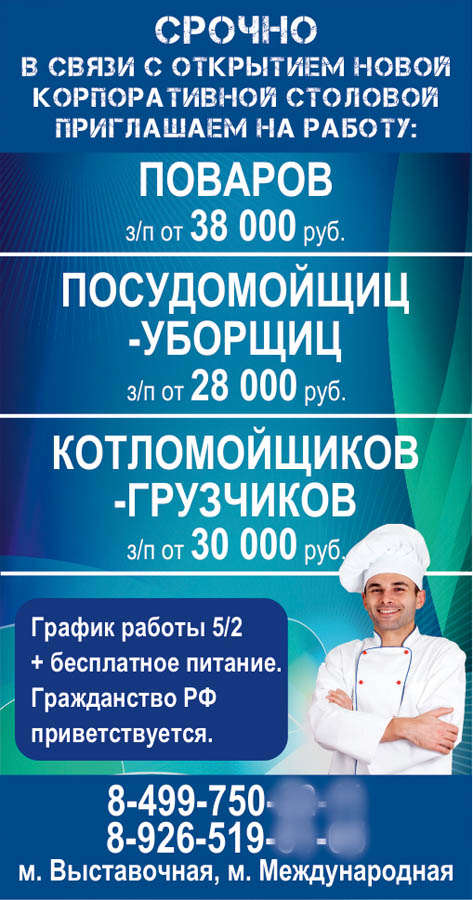 СРОЧНО
В СВЯЗИ С ОТКРЫТИЕМ НОВОЙ
КОРПОРАТИВНОЙ СТОЛОВОЙ
ПРИГЛАШАЕМ НА РАБОТУ:
ПОВАРОВ
з/п от 38 000 руб.
ПОСУДОМОЙЩИЦ
-УБОРЩИЦ
з/п от 28 000 руб.
КОТЛОМОЙЩИКОВ
-ГРУЗЧИКОВ
з/п от 30 000 руб.
График работы 5/2
+ бесплатное питание.
Гражданство РФ
приветствуется.
8-499-750-
8-926-519-
м. Выставочная, м. Международная